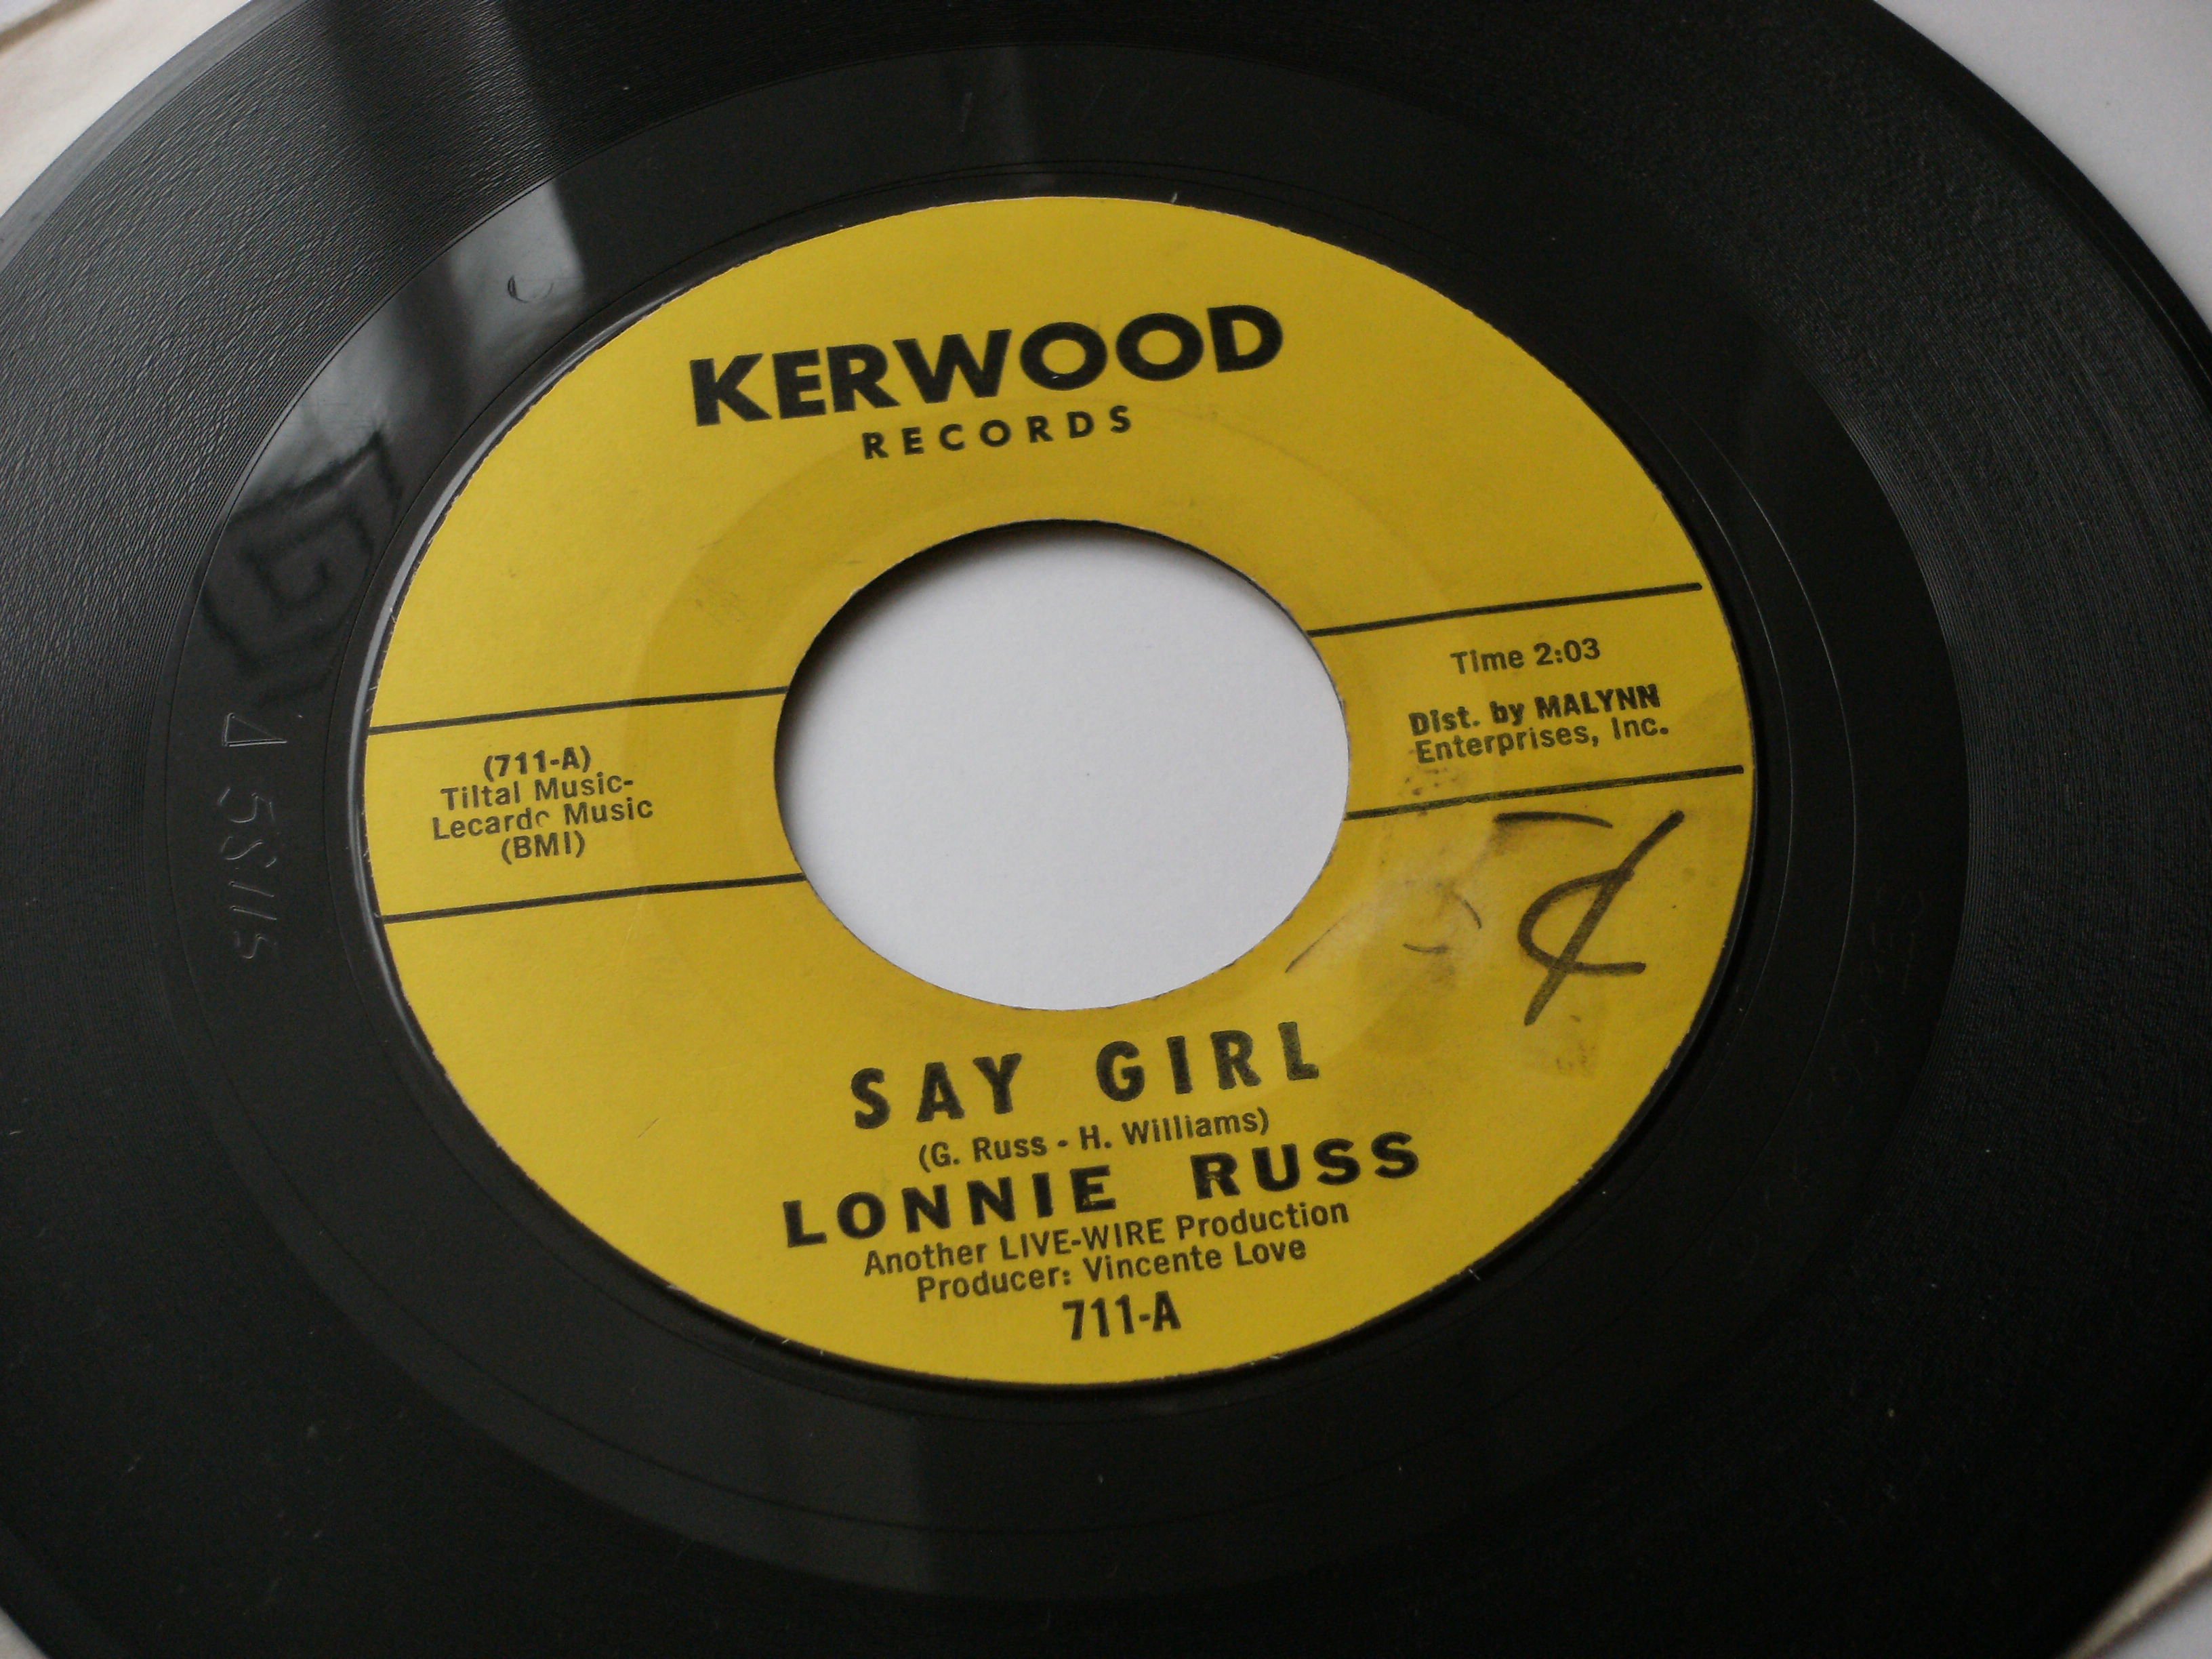 KERWOOD
RECORDS
Time 2:03
Dist. by MALYNN
Enterprises, Inc.
(711-A)
Tiltal Music-
Lecardo Music
(BMI)
SAY GIRL
(G. Russ - H. Williams)
LONNIE RUSS
Another LIVE-WIRE Production
Producer: Vincente Love
711-A